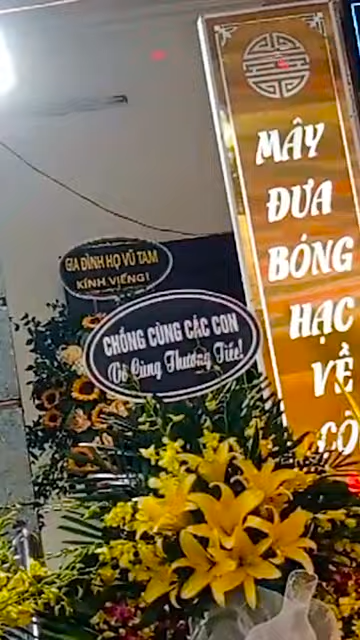 GIA ĐÌNH HỌ VŨ TAM
KÍNH VIẾNG!
CHỒNG CÙNG CÁC CON
Vô Cùng Thương Tiếc!
MÂY
ĐƯA
BÓNG
HẠC
VỀ
CÕ